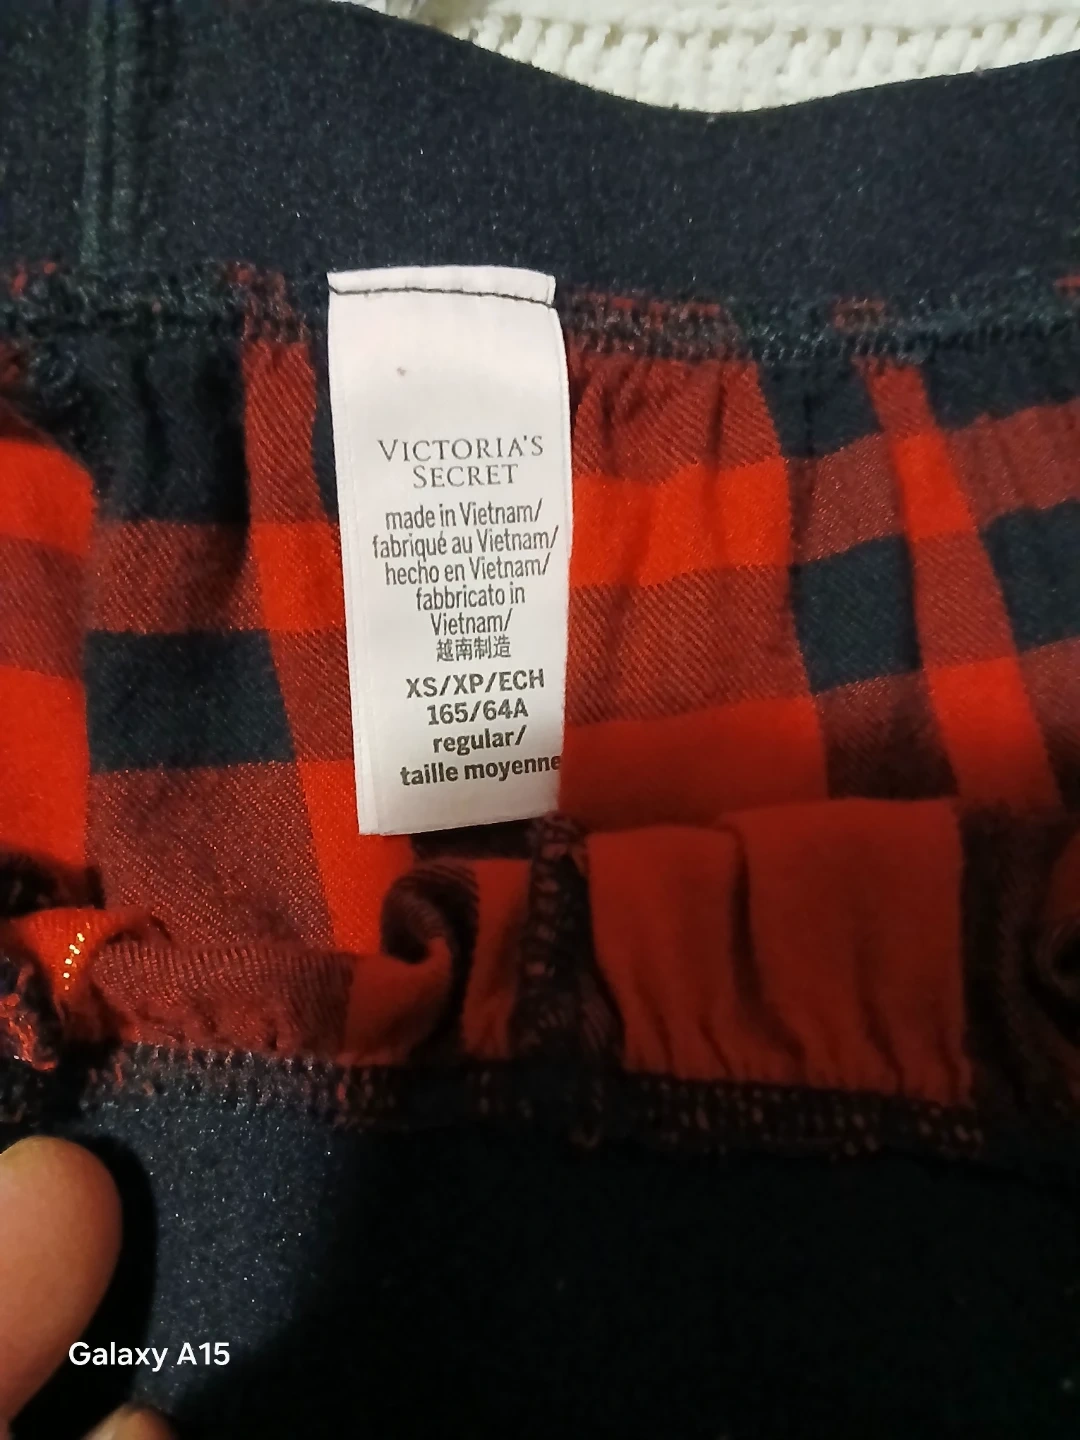 VICTORIA'S
SECRET
made in Vietnam/
fabriqué au Vietnam/
hecho en Vietnam/
fabbricato in
Vietnam/
越南制造
XS/XP/ECH
165/64A
regular/
taille moyenne
Galaxy A15